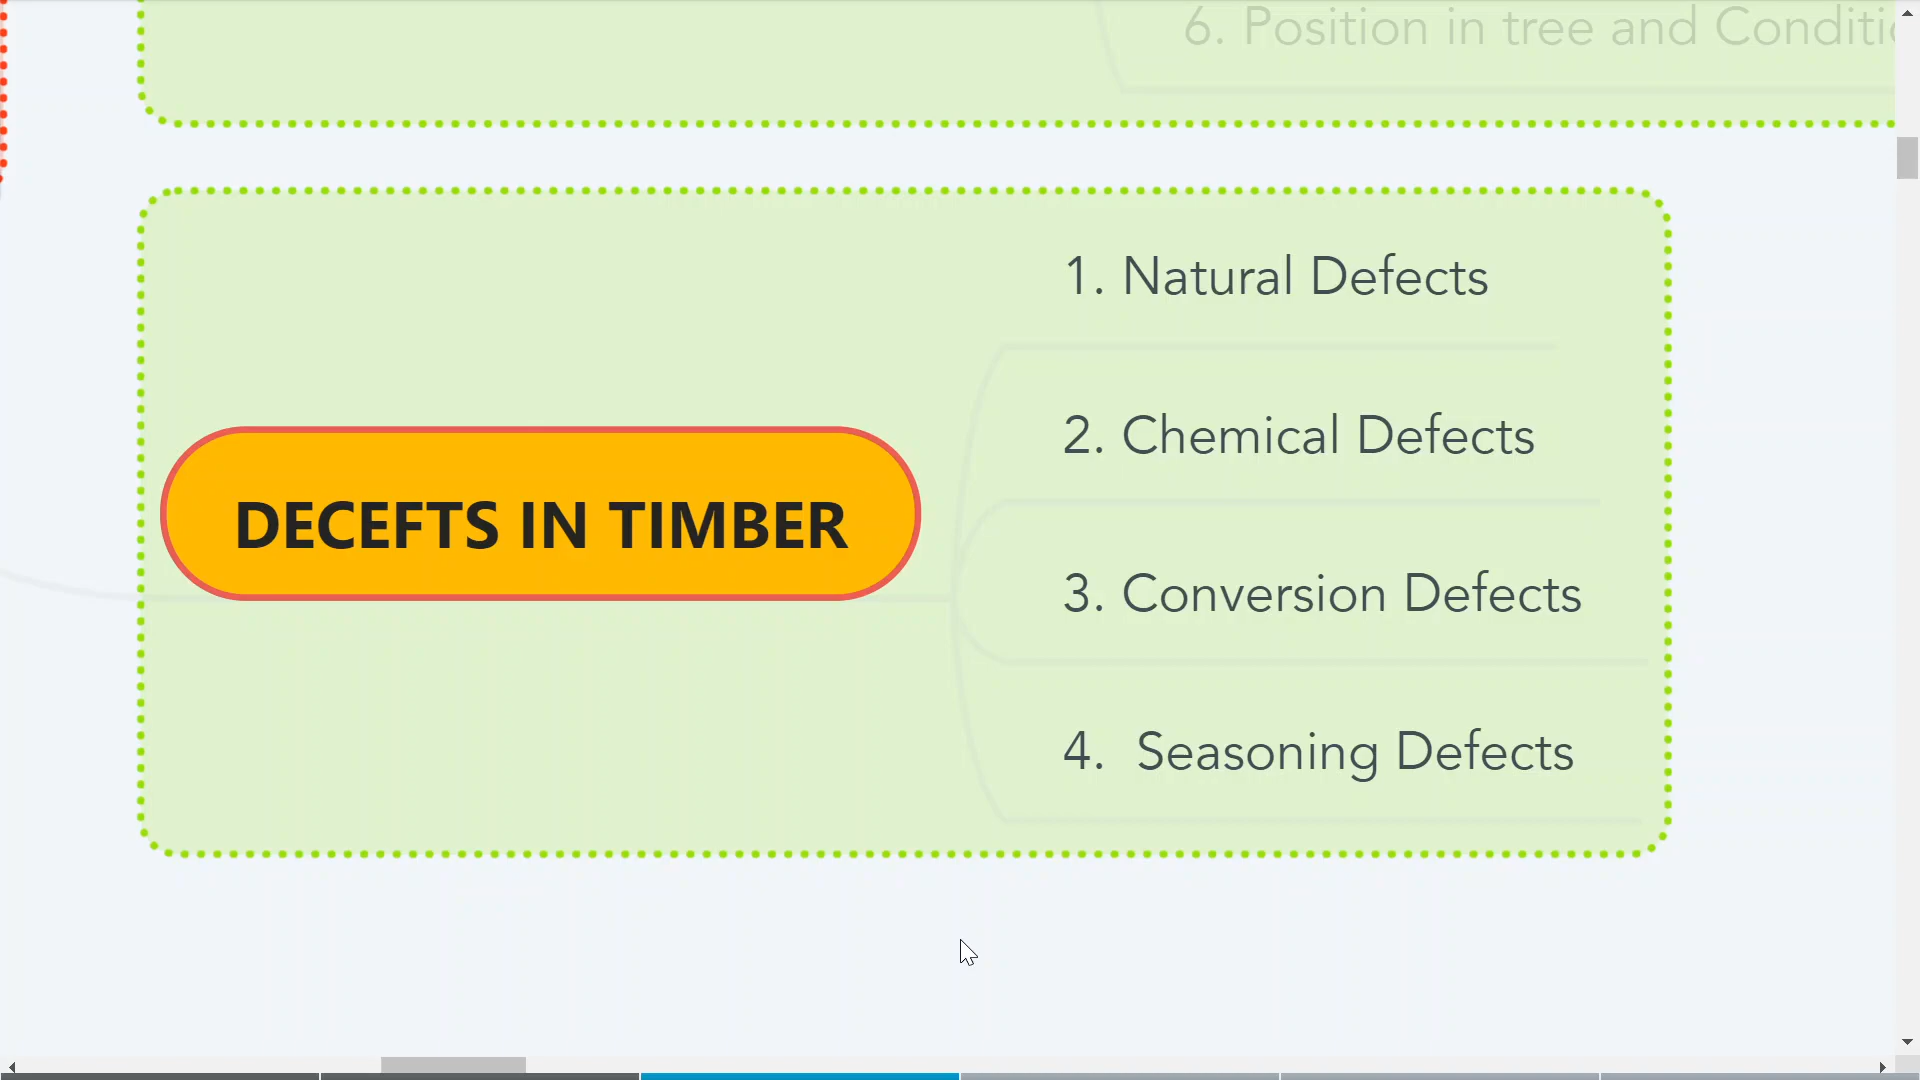 6. Position in tree and
1. Natural Defects
2. Chemical Defects
DECEFTS IN TIMBER
3. Conversion Defects
4. Seasoning Defects